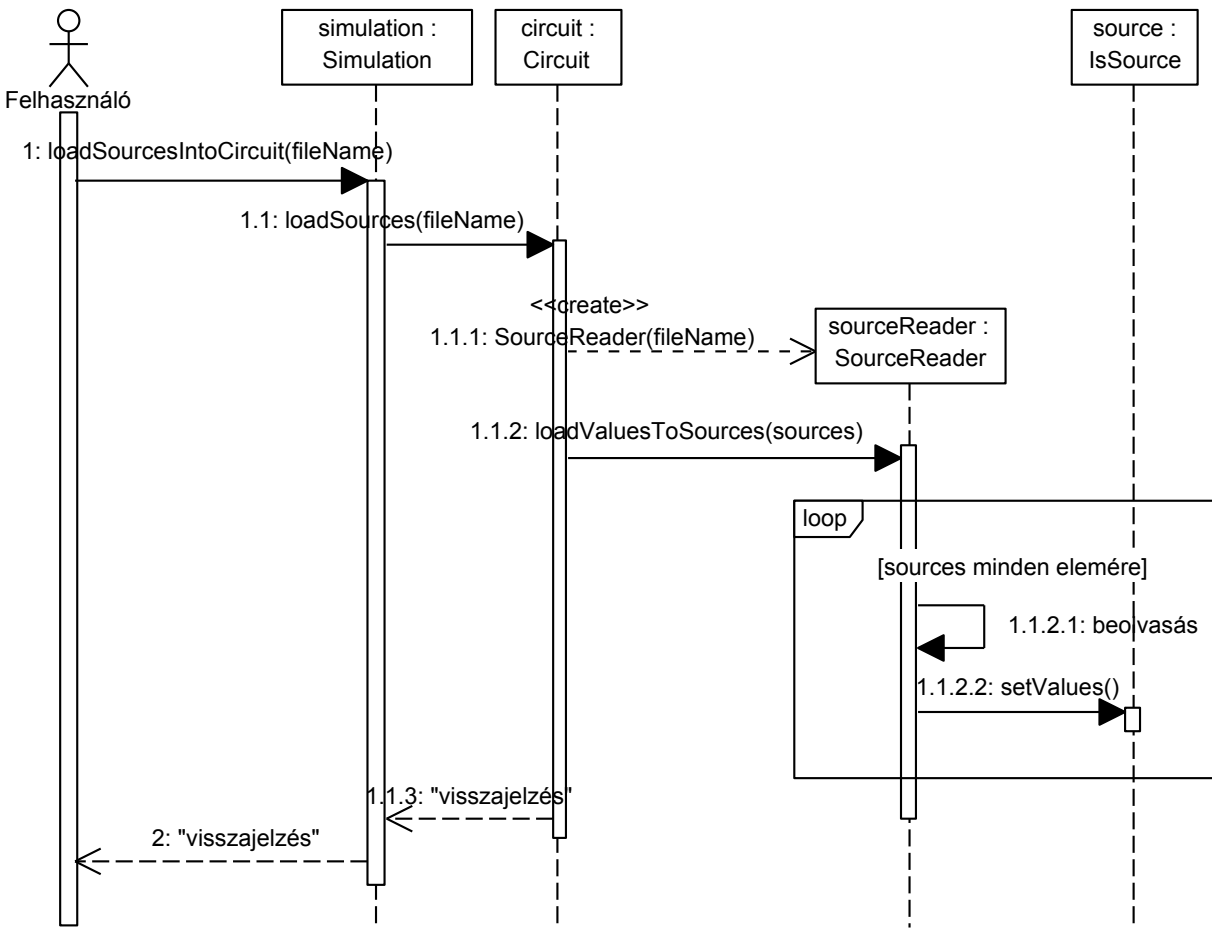 simulation :
Simulation
circuit :
Circuit
source :
IsSource
Felhasználó
1: loadSourcesIntoCircuit(fileName)
1.1: loadSources(fileName)
<<create>>
1.1.1: SourceReader(fileName)
sourceReader :
SourceReader
1.1.2: loadValuesToSources(sources)
loop
[sources minden elemére]
1.1.2.1: beolvasás
1.1.2.2: setValues()
1.1.3: "visszajelzés"
2: "visszajelzés"